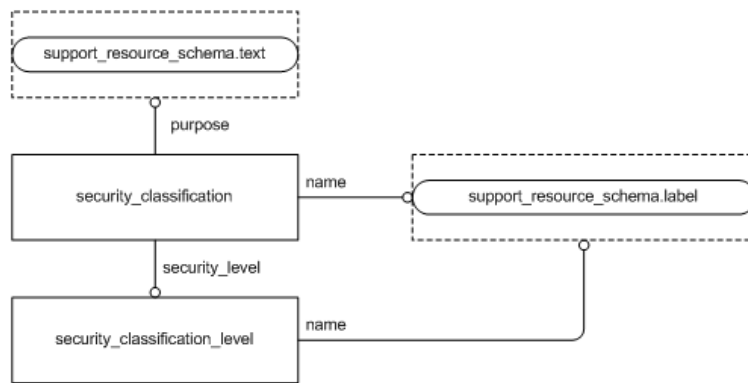 support_resource_schema.text
purpose
security_classification
name
support_resource_schema.label
security_level
security_classification_level
name